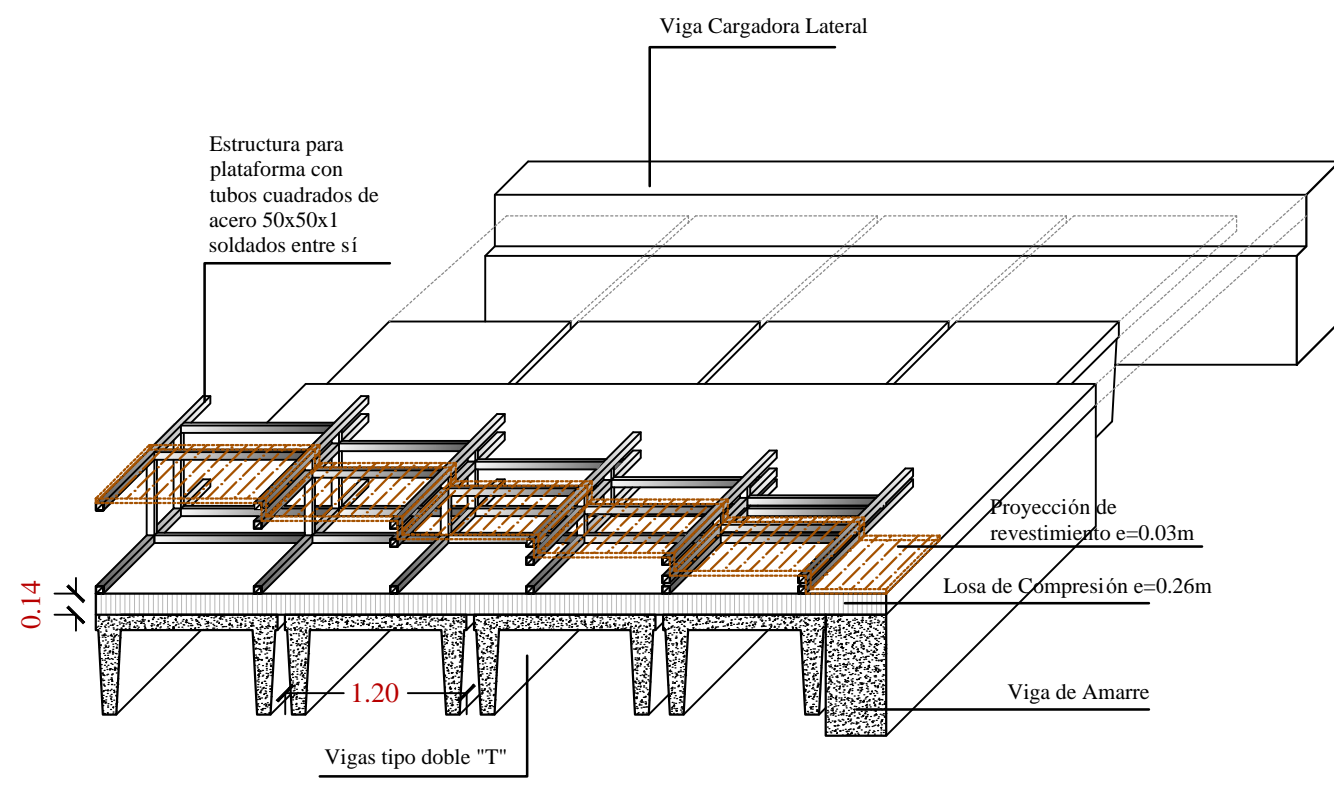 Viga Cargadora Lateral
Estructura para
plataforma con
tubos cuadrados de
acero 50x50x1
soldados entre sí
Proyección de
revestimiento e=0.03m
Losa de Compresión e=0.26m
0.14
1.20
Viga de Amarre
Vigas tipo doble "T"